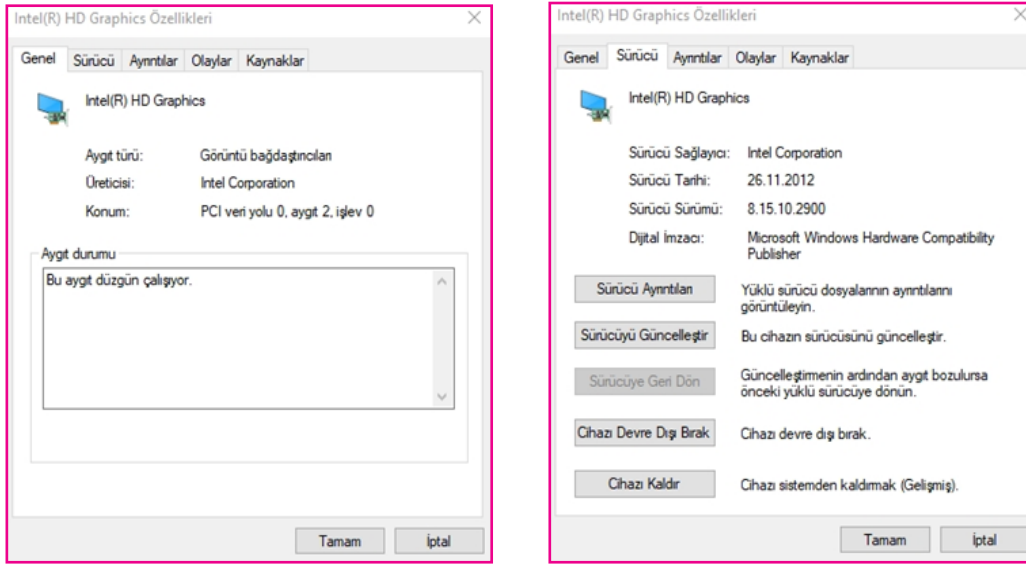 Intel(R) HD Graphics Özellikleri
Genel Sürücü Ayrıntılar Olaylar Kaynaklar
Intel(R) HD Graphics
Aygıt türü: Görüntü bağdaştırıcıları
Üreticisi: Intel Corporation
Konum: PCI veri yolu 0, aygıt 2, işlev 0
Aygıt durumu
Bu aygıt düzgün çalışıyor.
Tamam İptal
Intel(R) HD Graphics Özellikleri
Genel Sürücü Ayrıntılar Olaylar Kaynaklar
Intel(R) HD Graphics
Sürücü Sağlayıcı: Intel Corporation
Sürücü Tarihi: 26.11.2012
Sürücü Sürümü: 8.15.10.2900
Dijital İmzacı: Microsoft Windows Hardware Compatibility
Publisher
Sürücü Ayrıntıları Yüklü sürücü dosyalarının ayrıntılarını
görüntüleyin.
Sürücüyü Güncelleştir Bu cihazın sürücüsünü güncelleştir.
Sürücüye Geri Dön Güncelleştirmenin ardından aygıt bozulursa
önceki yüklü sürücüye dönün.
Cihazı Devre Dışı Bırak Cihazı devre dışı bırak.
Cihazı Kaldır Cihazı sistemden kaldırmak (Gelişmiş).
Tamam İptal